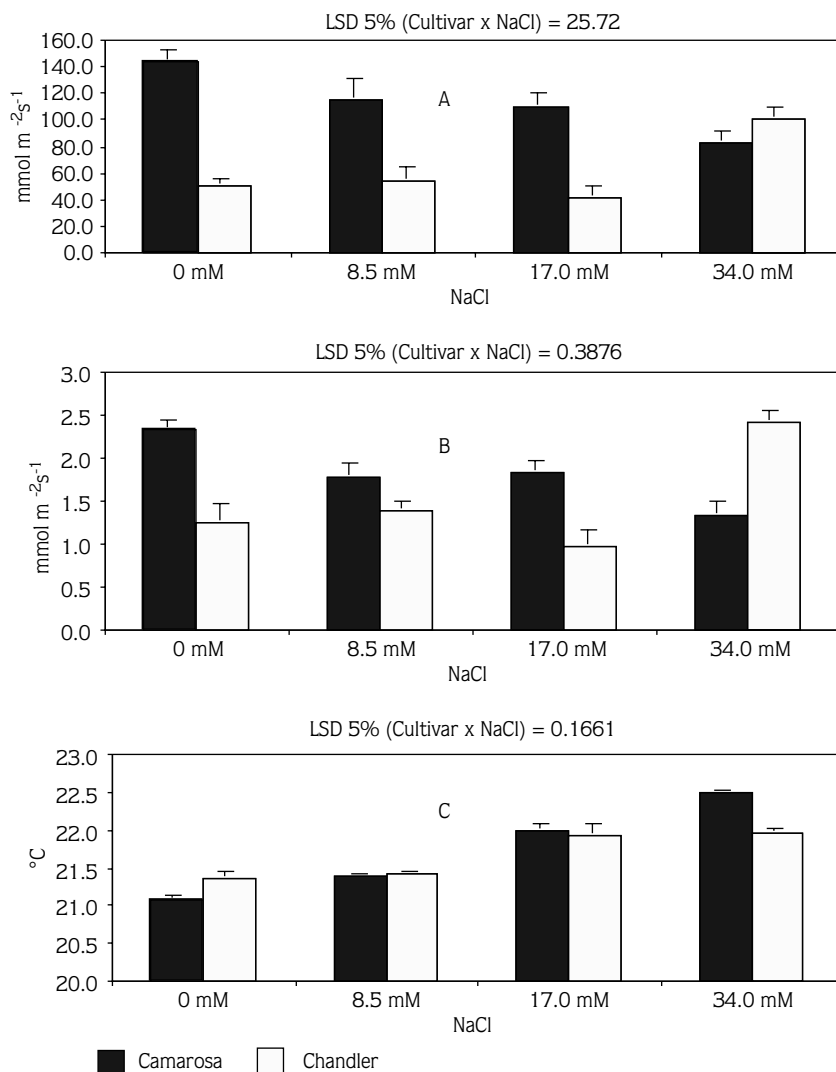 LSD 5% (Cultivar x NaCl) = 25.72
160.0
140.0
120.0
100.0
80.0
60.0
40.0
20.0
0.0
mmol m -2s-1
A
0 mM 8.5 mM 17.0 mM 34.0 mM
NaCl
LSD 5% (Cultivar x NaCl) = 0.3876
3.0
2.5
2.0
1.5
1.0
0.5
0.0
mmol m -2s-1
B
0 mM 8.5 mM 17.0 mM 34.0 mM
NaCl
LSD 5% (Cultivar x NaCl) = 0.1661
23.0
22.5
22.0
21.5
21.0
20.5
20.0
°C
C
0 mM 8.5 mM 17.0 mM 34.0 mM
NaCl
Camarosa Chandler